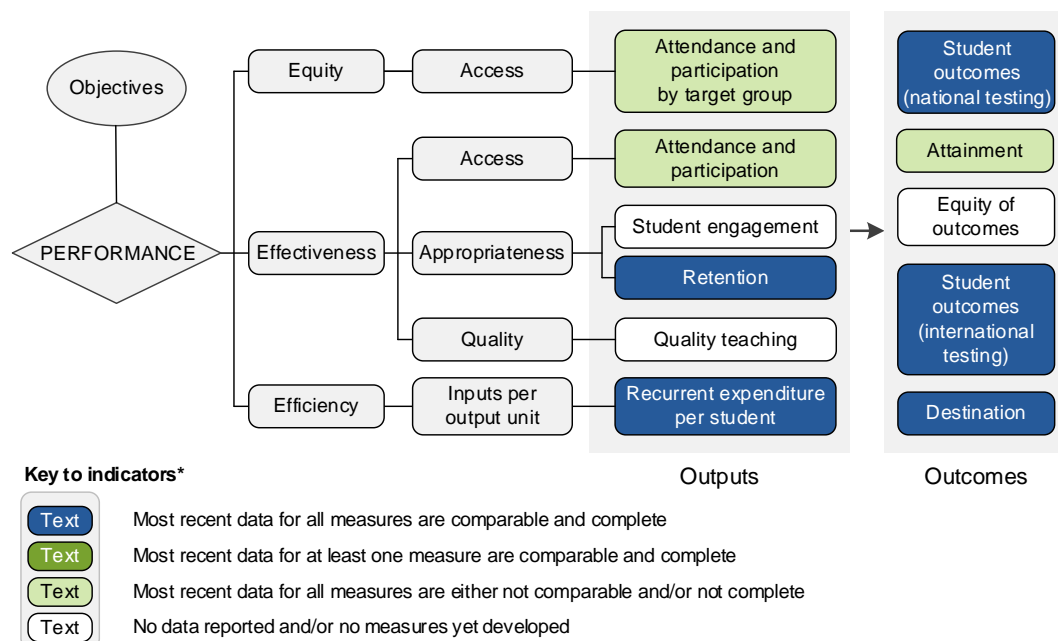 Objectives
PERFORMANCE
Equity
Access
Attendance and
participation
by target group
Effectiveness
Access
Attendance and
participation
Appropriateness
Student engagement
Retention
Quality
Quality teaching
Efficiency
Inputs per
output unit
Recurrent expenditure
per student
Outputs
Student
outcomes
(national testing)
Attainment
Equity of
outcomes
Student
outcomes
(international
testing)
Destination
Outcomes
Key to indicators*
Text Most recent data for all measures are comparable and complete
Text Most recent data for at least one measure are comparable and complete
Text Most recent data for all measures are either not comparable and/or not complete
Text No data reported and/or no measures yet developed